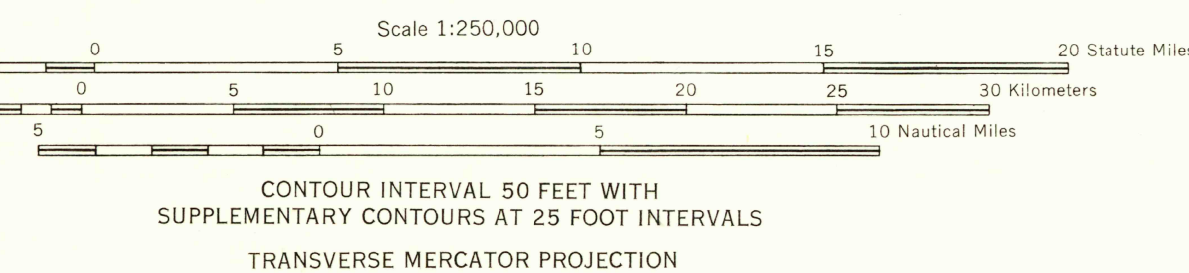 Scale 1:250,000
0 5 10 15 20 Statute Miles
0 5 10 15 20 25 30 Kilometers
5 0 5 10 Nautical Miles
CONTOUR INTERVAL 50 FEET WITH
SUPPLEMENTARY CONTOURS AT 25 FOOT INTERVALS
TRANSVERSE MERCATOR PROJECTION